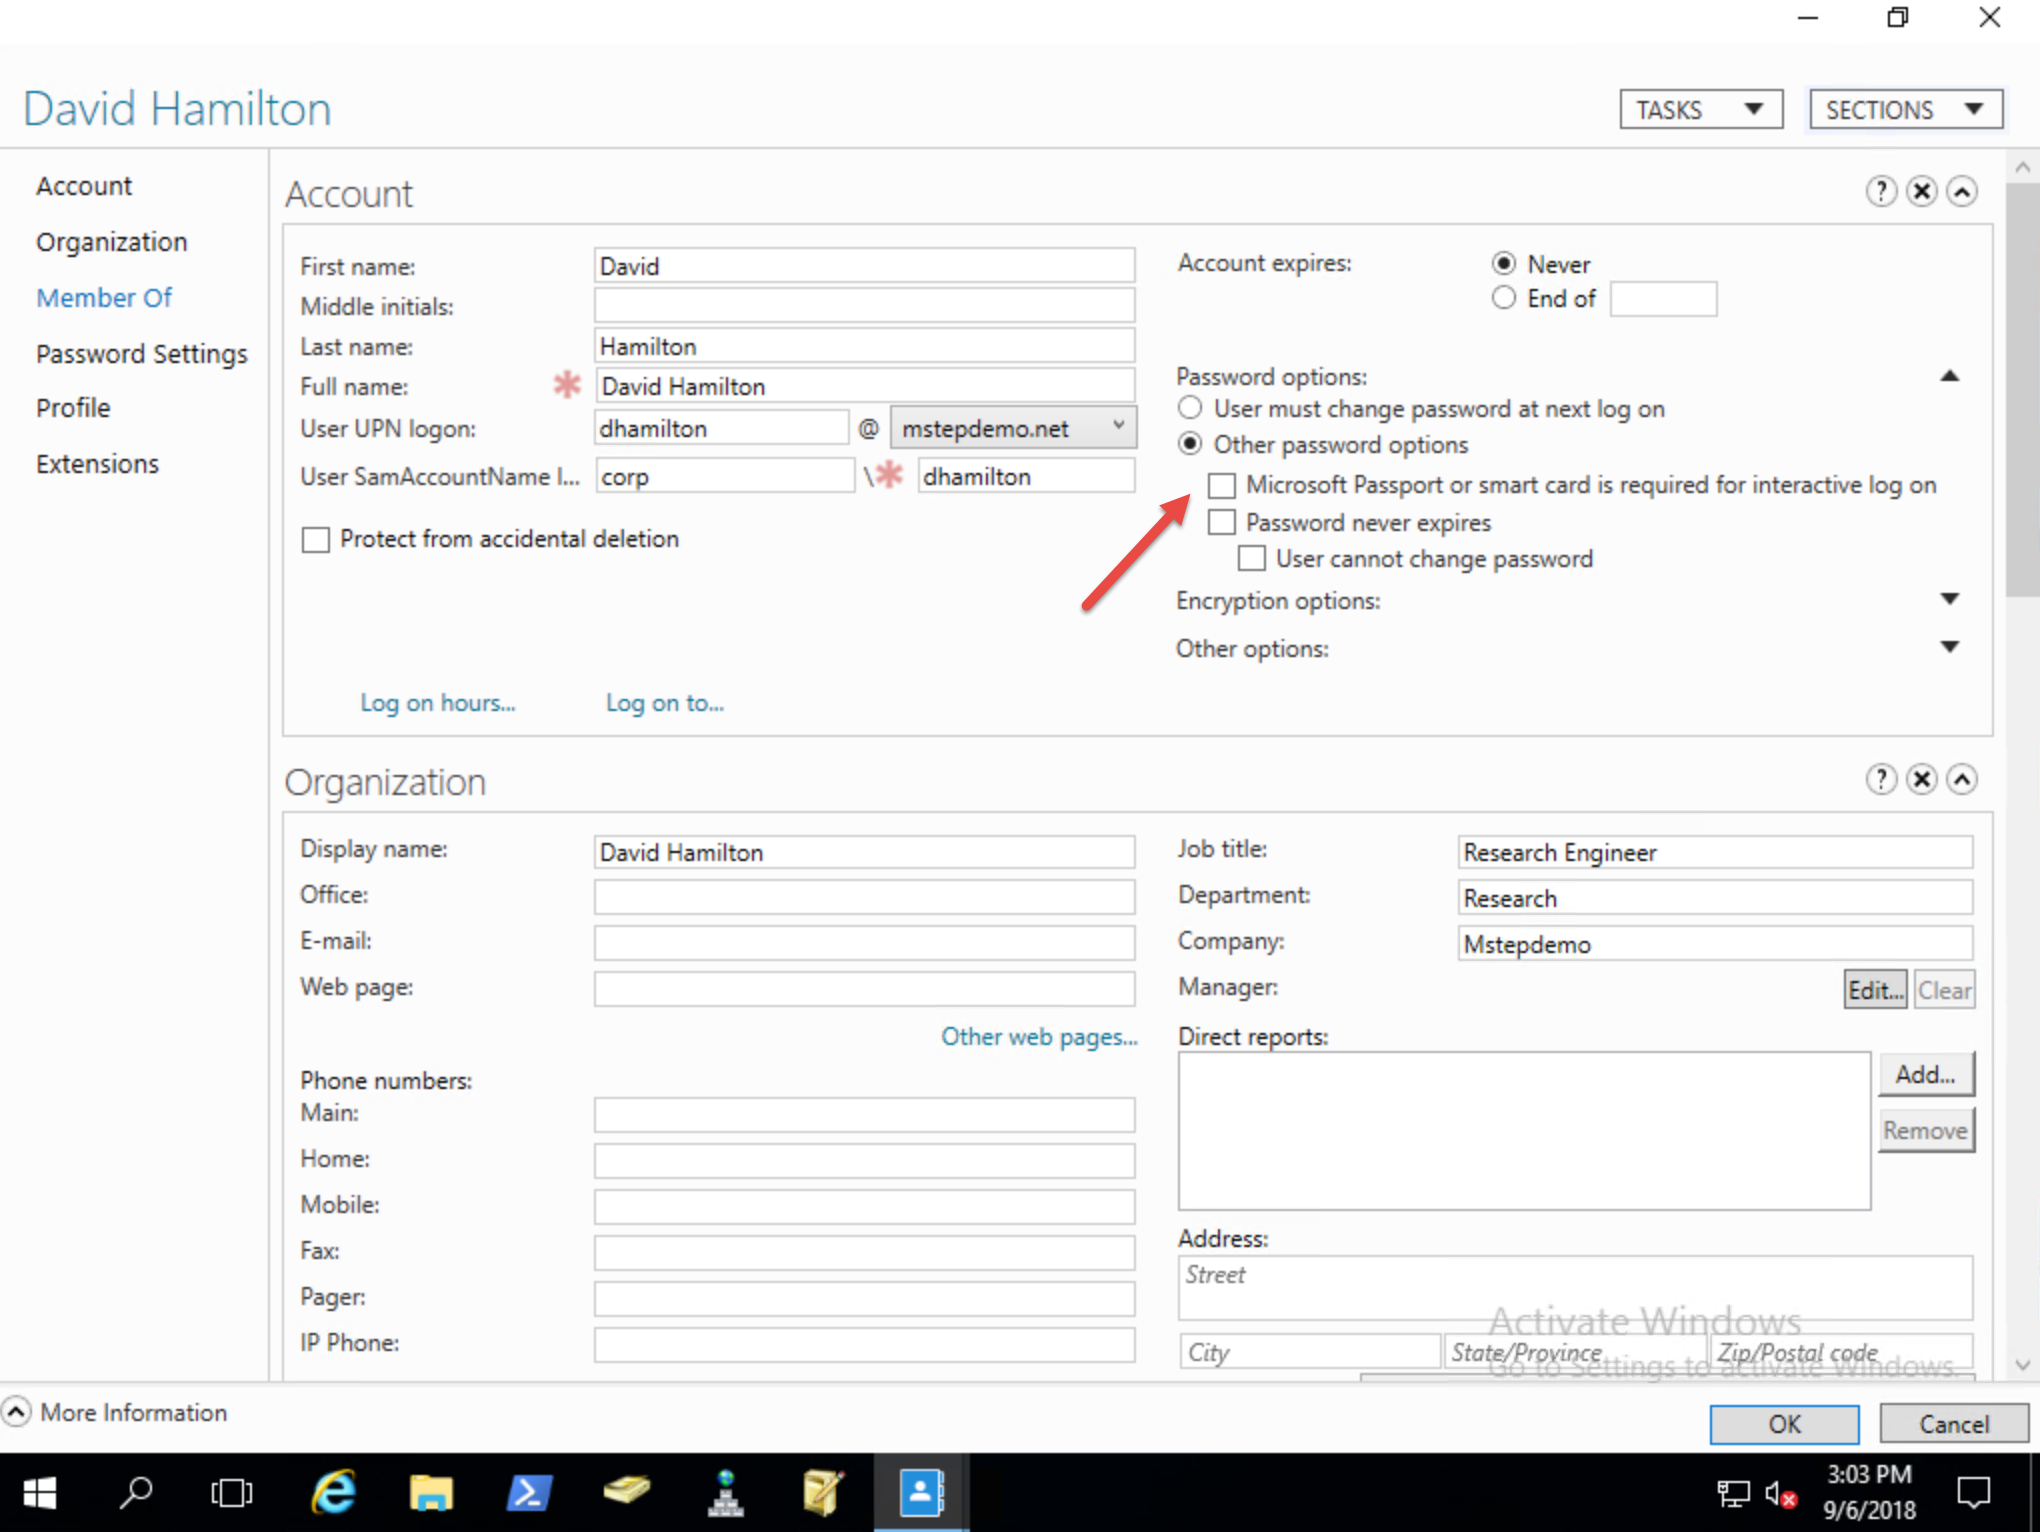 David Hamilton
TASKS
SECTIONS
Account
Organization
Member Of
Password Settings
Profile
Extensions
Account
First name:
David
Middle initials:
Last name:
Hamilton
Full name:
* David Hamilton
User UPN logon:
dhamilton @ mstepdemo.net
User SamAccountName l...
corp \* dhamilton
Protect from accidental deletion
Log on hours...
Log on to...
Account expires:
Never
End of
Password options:
User must change password at next log on
Other password options
Microsoft Passport or smart card is required for interactive log on
Password never expires
User cannot change password
Encryption options:
Other options:
Organization
Display name:
David Hamilton
Office:
E-mail:
Web page:
Other web pages...
Phone numbers:
Main:
Home:
Mobile:
Fax:
Pager:
IP Phone:
Job title:
Research Engineer
Department:
Research
Company:
Mstepdemo
Manager:
Edit...
Clear
Direct reports:
Add...
Remove
Address:
Street
City
State/Province
Zip/Postal code
Activate Windows
Go to Settings to activate Windows.
More Information
OK
Cancel
3:03 PM
9/6/2018